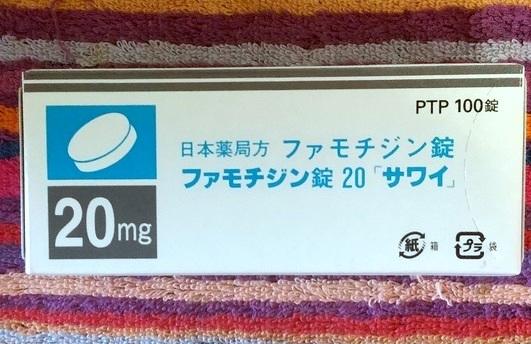 PTP 100錠
日本薬局方 ファモチジン錠
ファモチジン錠 20「サワイ」
20mg
紙 箱 プラ 袋